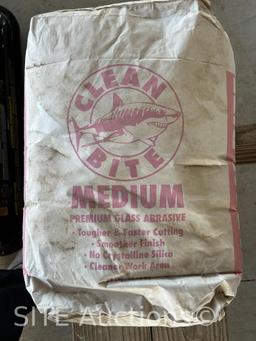 CLEAN
BITE
MEDIUM
PREMIUM GLASS ABRASIVE
• Tougher & Faster Cutting
• Smoother Finish
• No Crystalline Silica
• Cleaner Work Area
SITE Auctions©